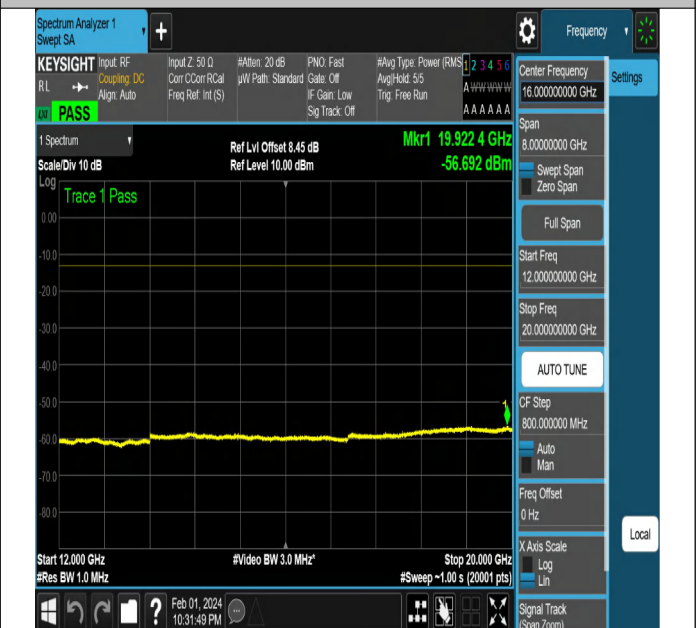 Spectrum Analyzer 1
Swept SA
Frequency
KEYSIGHT
RL
PASS
Input: RF
Coupling: DC
Align: Auto
Input Z: 50 Ω
Corr CCorr RCal
Freq Ref: Int (S)
#Atten: 20 dB
µW Path: Standard
PNO: Fast
Gate: Off
IF Gain: Low
Sig Track: Off
#Avg Type: Power (RMS
Avg|Hold: 5/5
Trig: Free Run
1 2 3 4 5 6
A W W W W W
A A A A A A
1 Spectrum
Scale/Div 10 dB
Ref Lvl Offset 8.45 dB
Ref Level 10.00 dBm
Mkr1 19.922 4 GHz
-56.692 dBm
Log
Trace 1 Pass
0.00
-10.0
-20.0
-30.0
-40.0
-50.0
-60.0
-70.0
-80.0
1
Start 12.000 GHz
#Res BW 1.0 MHz
#Video BW 3.0 MHz*
Stop 20.000 GHz
#Sweep ~1.00 s (20001 pts)
Feb 01, 2024
10:31:49 PM
Center Frequency
16.000000000 GHz
Settings
Span
8.00000000 GHz
Swept Span
Zero Span
Full Span
Start Freq
12.000000000 GHz
Stop Freq
20.000000000 GHz
AUTO TUNE
CF Step
800.000000 MHz
Auto
Man
Freq Offset
0 Hz
X Axis Scale
Log
Lin
Local
Signal Track
(Span Zoom)